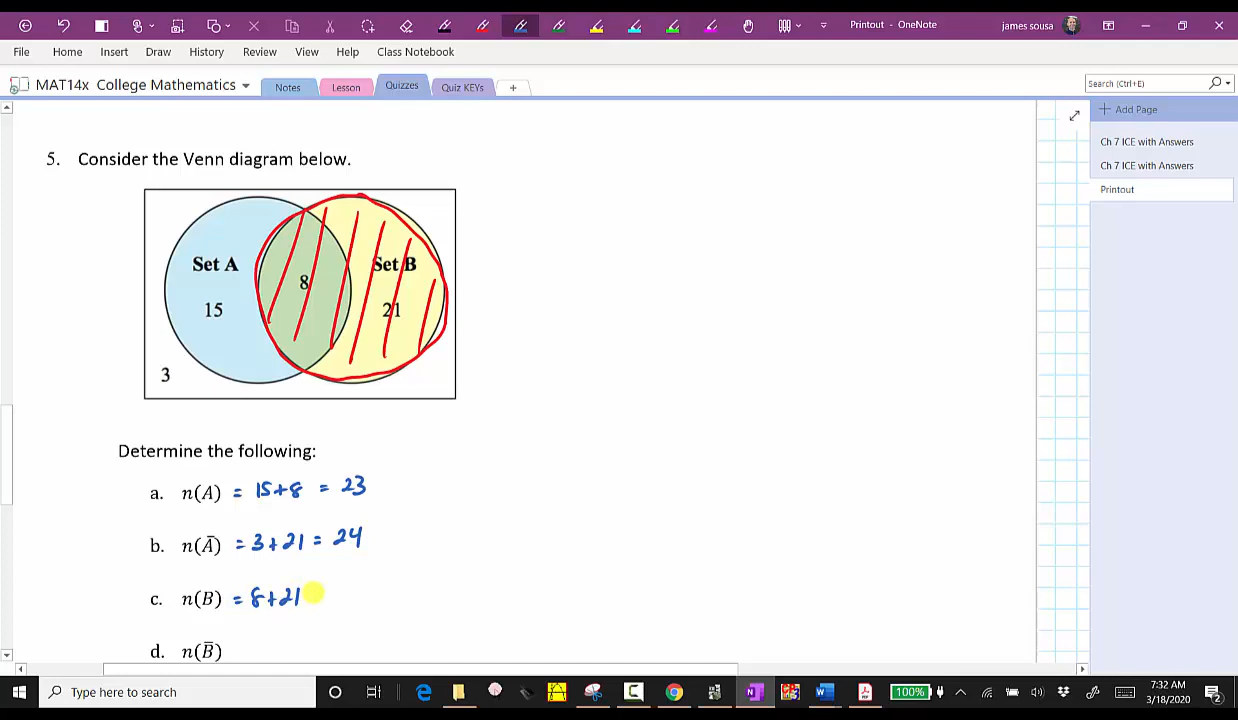 Printout - OneNote
james sousa
File Home Insert Draw History Review View Help Class Notebook
MAT14x College Mathematics
Notes
Lesson
Quizzes
Quiz KEYs
+
Search (Ctrl+E)
Add Page
Ch 7 ICE with Answers
Ch 7 ICE with Answers
Printout
5. Consider the Venn diagram below.
Set A
8
Set B
15
21
3
Determine the following:
a. n(A) = 15+8 = 23
b. n(Ā) = 3+21 = 24
c. n(B) = 8+21
d. n(B̄)
Type here to search
100%
7:32 AM
3/18/2020
2